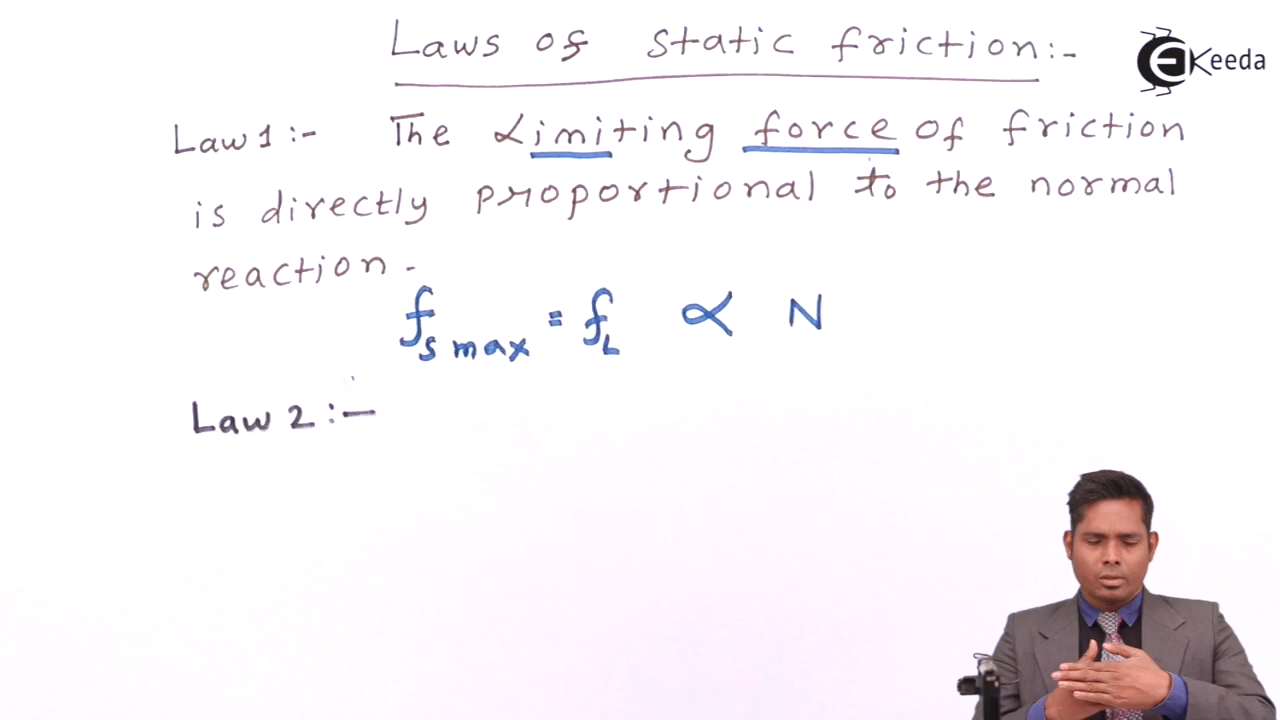 Laws of static friction:-
EKeeda
Law 1:- The Limiting force of friction
is directly proportional to the normal
reaction.
fs max = fL ∝ N
Law 2:-